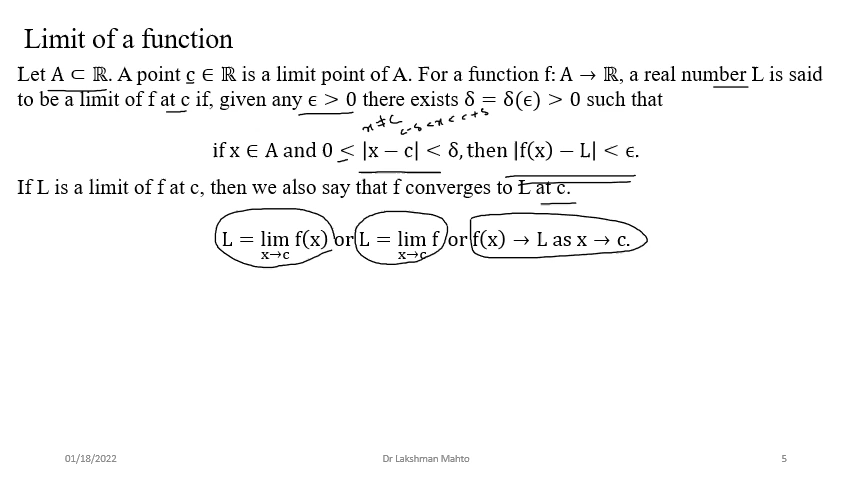 Limit of a function
Let A ⊂ ℝ. A point c ∈ ℝ is a limit point of A. For a function f: A → ℝ, a real number L is said
to be a limit of f at c if, given any ϵ > 0 there exists δ = δ(ϵ) > 0 such that
x ≠ c
c-δ < x < c+δ
if x ∈ A and 0 < |x − c| < δ, then |f(x) − L| < ϵ.
If L is a limit of f at c, then we also say that f converges to L at c.
L = lim f(x) or L = lim f or f(x) → L as x → c.
x→c x→c
01/18/2022 Dr Lakshman Mahto 5